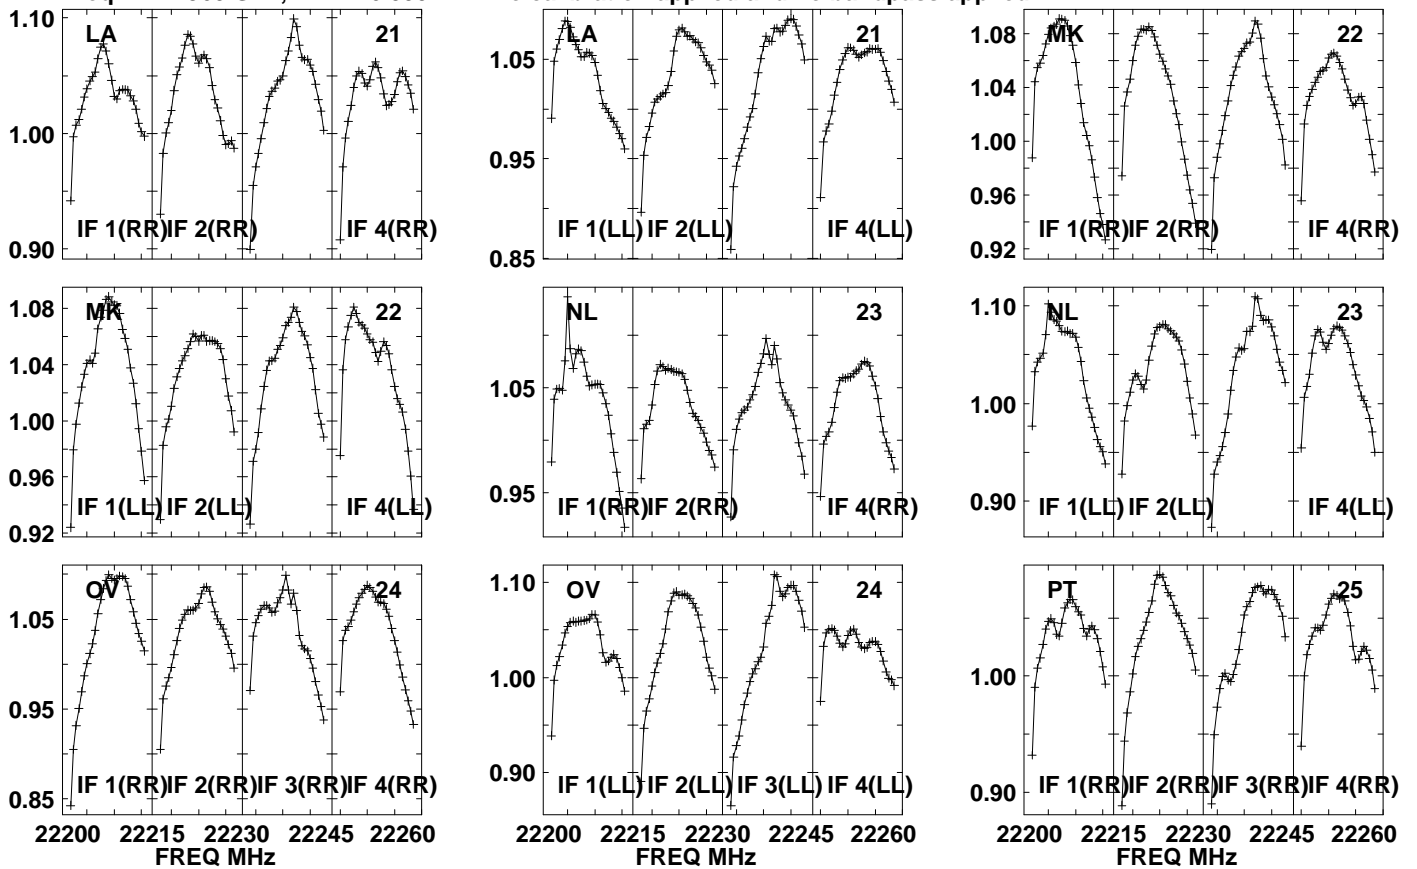 1.10 LA 21 LA 21 MK 22
1.00 1.05 1.08
0.90 0.95 1.04
0.85 1.00
0.96
0.92
IF 1(RR) IF 2(RR) IF 4(RR) IF 1(LL) IF 2(LL) IF 4(LL) IF 1(RR) IF 2(RR) IF 4(RR)
MK 22 NL 23 NL 23
1.08 1.05 1.10
1.04 0.95 1.00
1.00 0.90
0.96
0.92
IF 1(LL) IF 2(LL) IF 4(LL) IF 1(RR) IF 2(RR) IF 4(RR) IF 1(LL) IF 2(LL) IF 4(LL)
OV 24 OV 24 PT 25
1.05 1.10 1.00
0.95 1.00 0.90
0.85 0.90
IF 1(RR) IF 2(RR) IF 3(RR) IF 4(RR) IF 1(LL) IF 2(LL) IF 3(LL) IF 4(LL) IF 1(RR) IF 2(RR) IF 3(RR) IF 4(RR)
22200 22215 22230 22245 22260 22200 22215 22230 22245 22260 22200 22215 22230 22245 22260
FREQ MHz FREQ MHz FREQ MHz